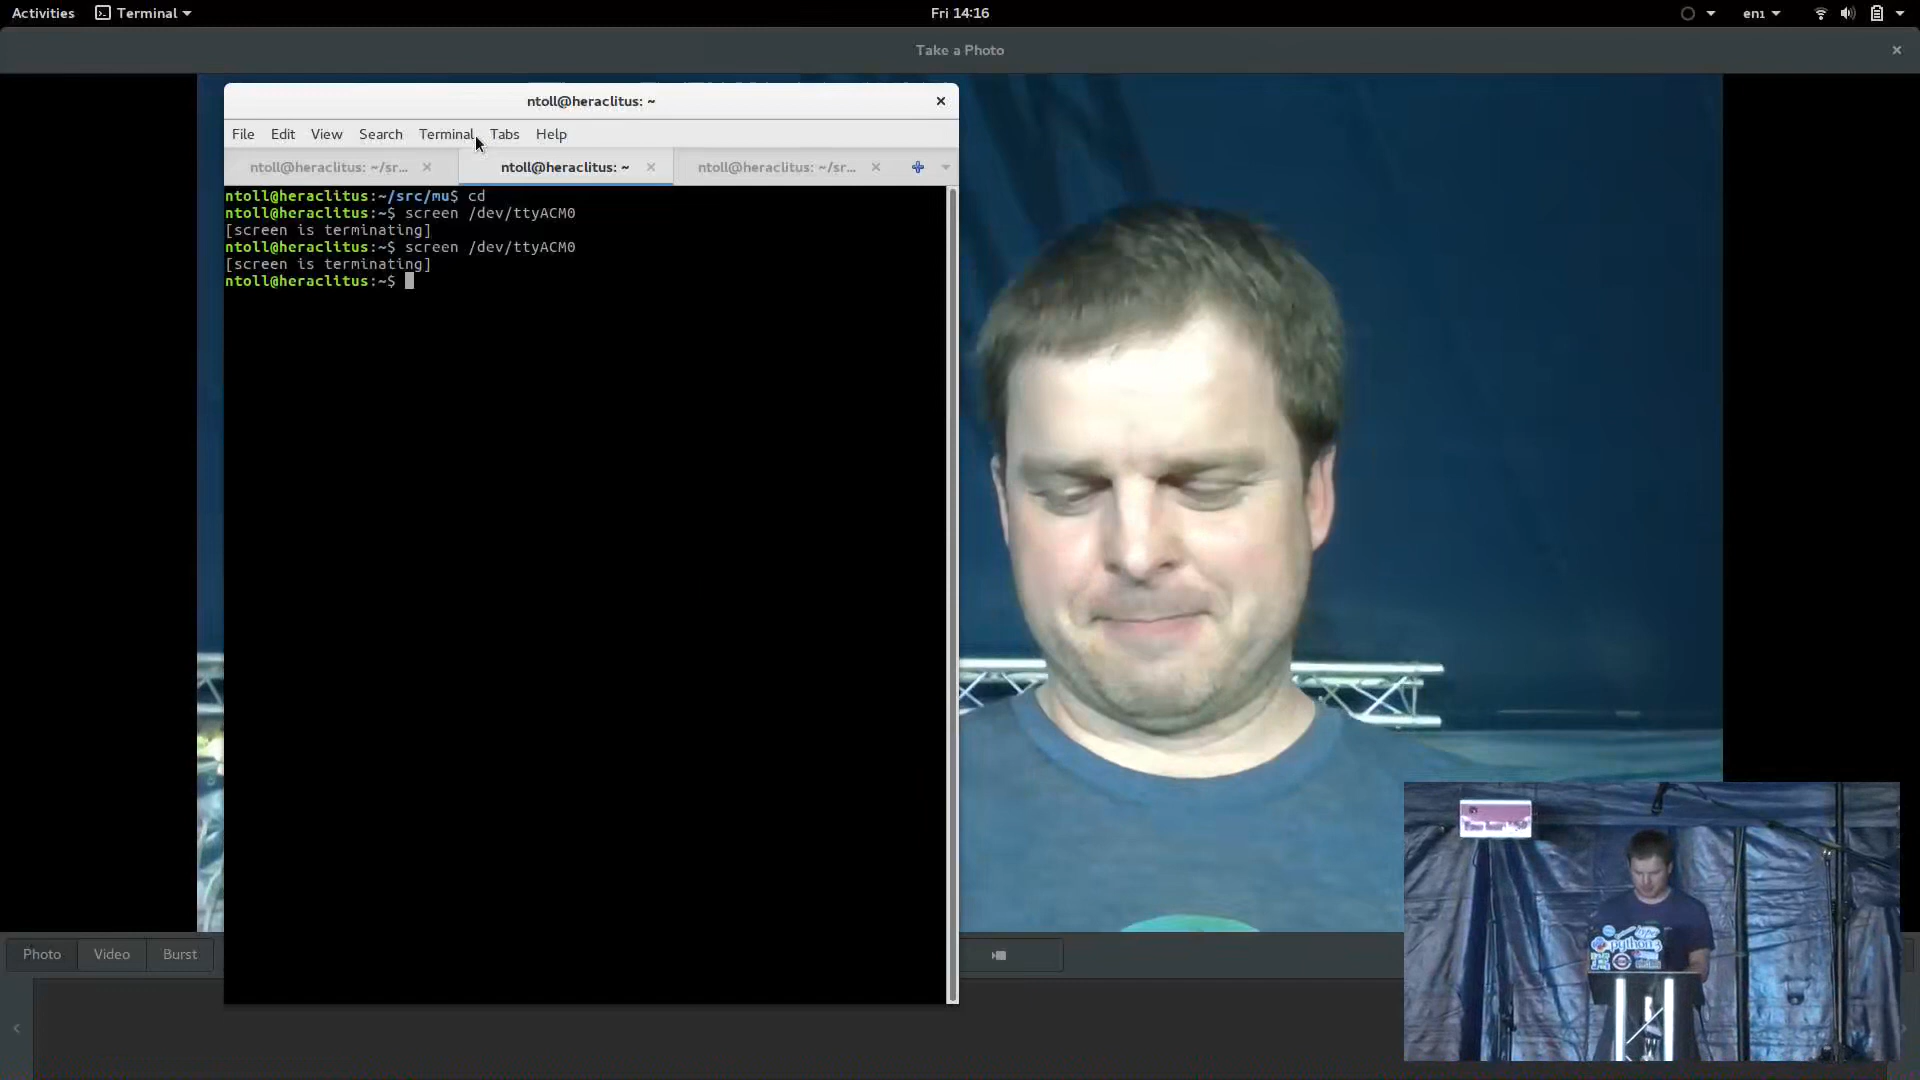 Activities Terminal Fri 14:16 en1
Take a Photo
ntoll@heraclitus: ~
File Edit View Search Terminal Tabs Help
ntoll@heraclitus: ~/sr... ntoll@heraclitus: ~ ntoll@heraclitus: ~/sr...
ntoll@heraclitus:~/src/mu$ cd
ntoll@heraclitus:~$ screen /dev/ttyACM0
[screen is terminating]
ntoll@heraclitus:~$ screen /dev/ttyACM0
[screen is terminating]
ntoll@heraclitus:~$
Photo Video Burst
python3